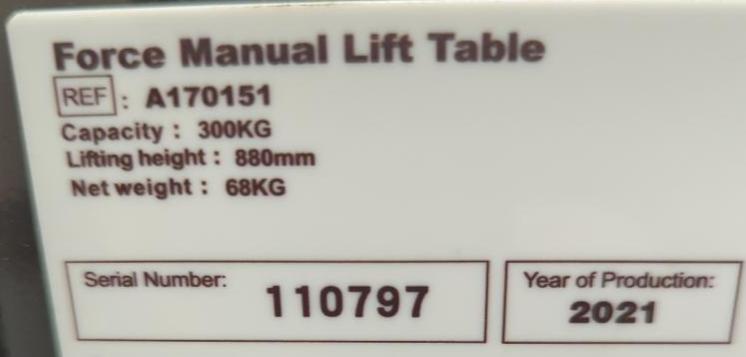 Force Manual Lift Table
REF : A170151
Capacity : 300KG
Lifting height : 880mm
Net weight : 68KG
Serial Number: 110797
Year of Production: 2021